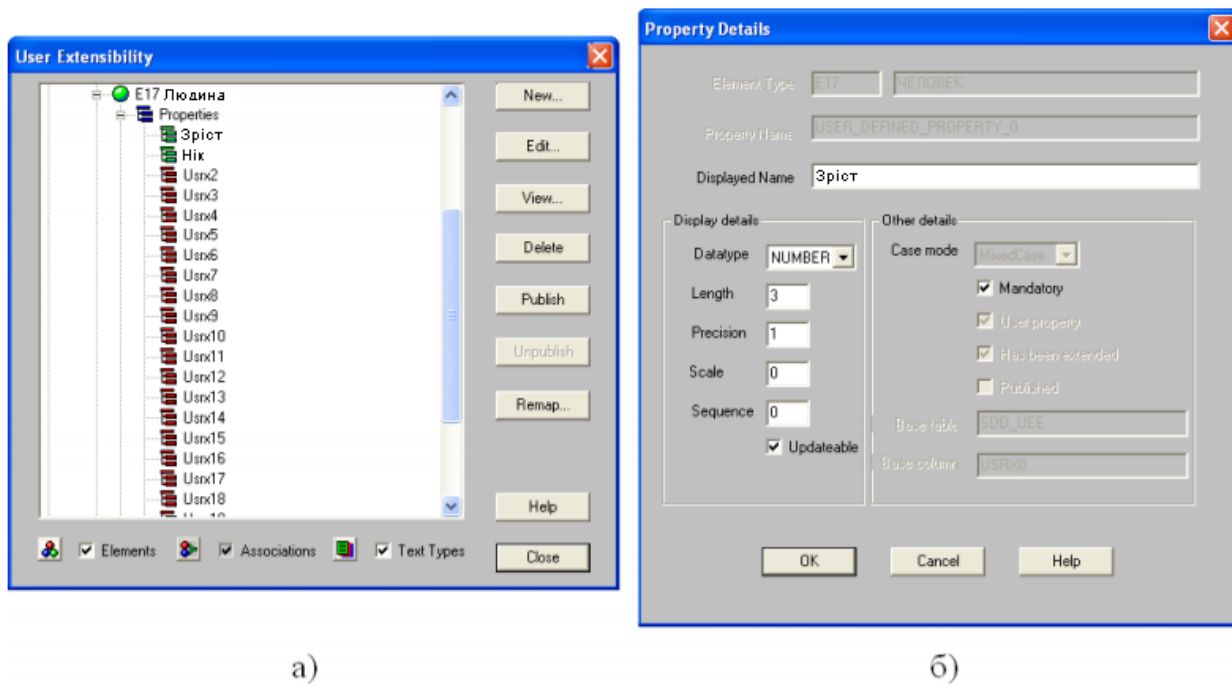 User Extensibility
E17 Людина
Properties
Зріст
Нік
Usrx2
Usrx3
Usrx4
Usrx5
Usrx6
Usrx7
Usrx8
Usrx9
Usrx10
Usrx11
Usrx12
Usrx13
Usrx14
Usrx15
Usrx16
Usrx17
Usrx18
New...
Edit...
View...
Delete
Publish
Unpublish
Remap...
Help
Close
Elements Associations Text Types
а)
Property Details
Element Type E17 ЧЕЛОВЕК
Property Name USER_DEFINED_PROPERTY_0
Displayed Name Зріст
Display details
Datatype NUMBER
Length 3
Precision 1
Scale 0
Sequence 0
Updateable
Other details
Case mode MixedCase
Mandatory
User property
Has been extended
Published
Base table SDD_UEE
Base column USRX0
OK Cancel Help
б)